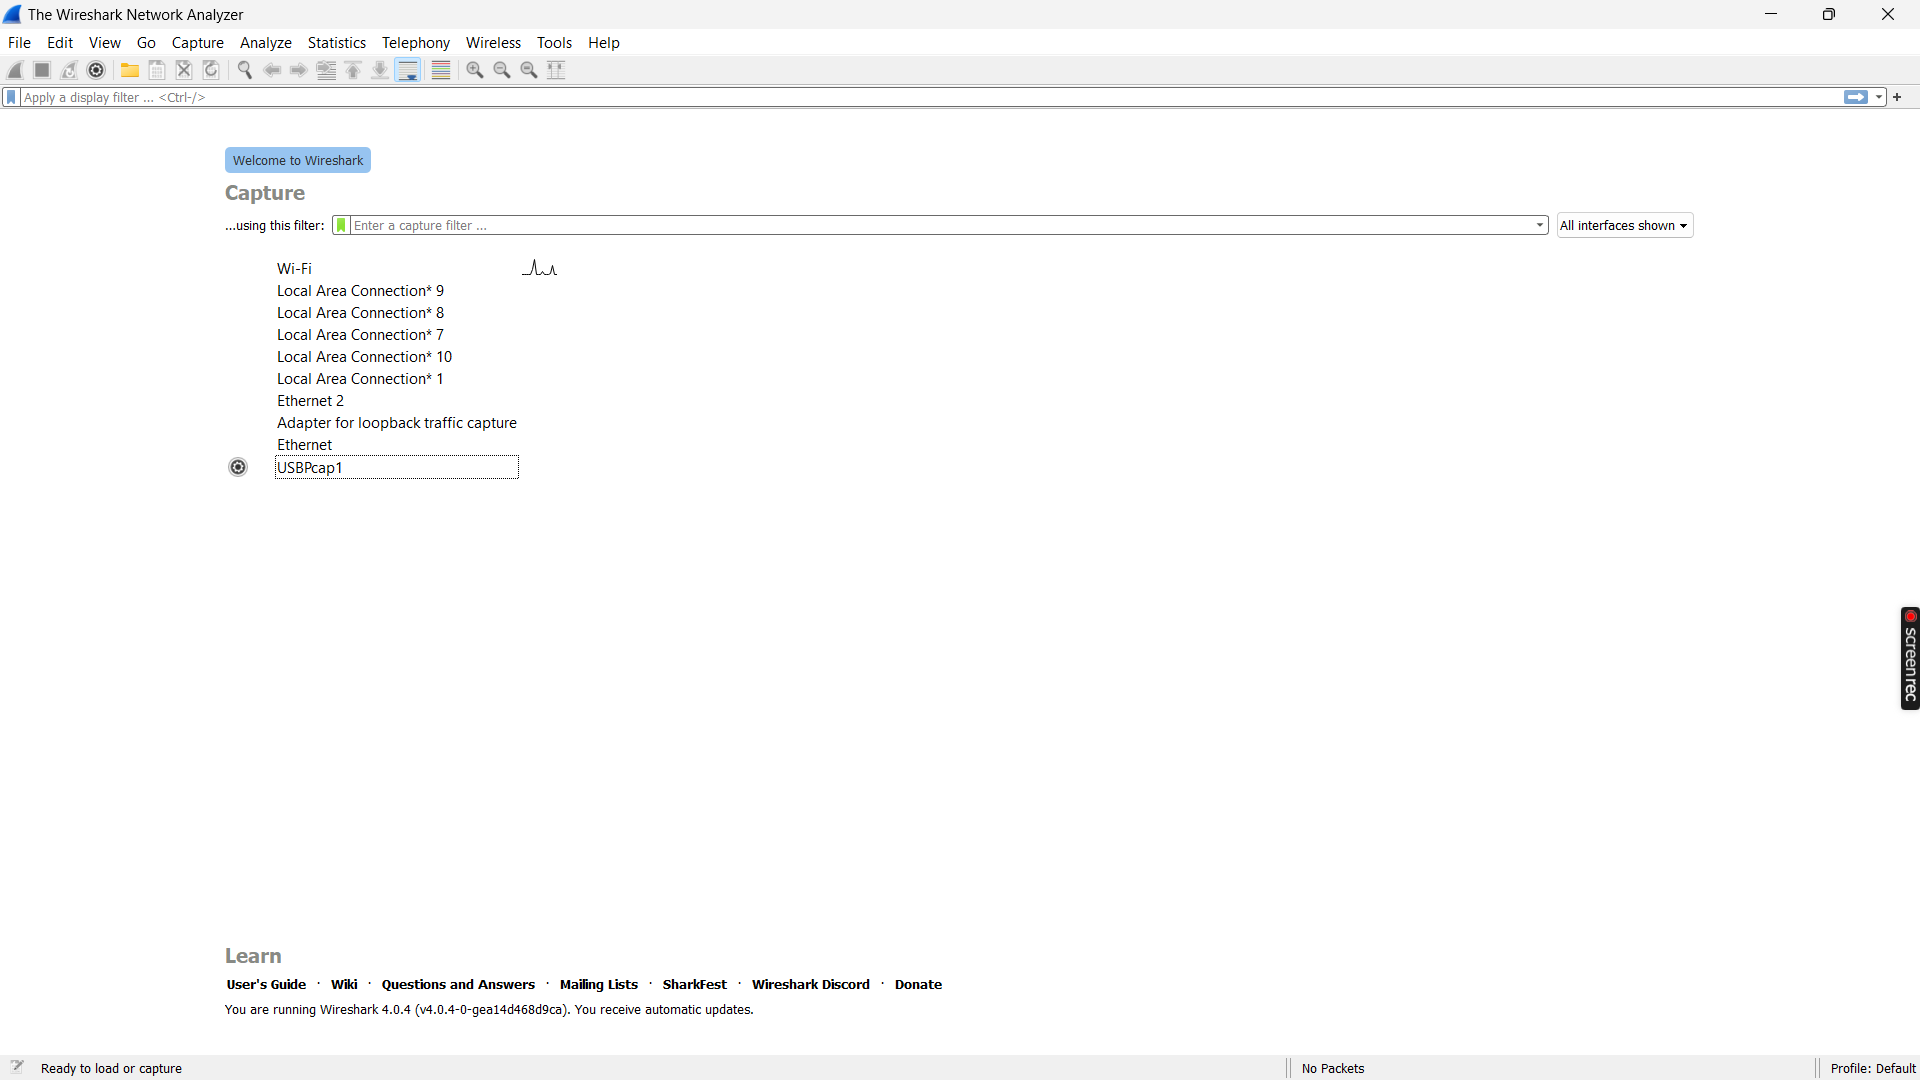 The Wireshark Network Analyzer
File Edit View Go Capture Analyze Statistics Telephony Wireless Tools Help
Apply a display filter ... <Ctrl-/>
+
Welcome to Wireshark
Capture
...using this filter: Enter a capture filter ... All interfaces shown
Wi-Fi
Local Area Connection* 9
Local Area Connection* 8
Local Area Connection* 7
Local Area Connection* 10
Local Area Connection* 1
Ethernet 2
Adapter for loopback traffic capture
Ethernet
USBPcap1
screenrec
Learn
User's Guide · Wiki · Questions and Answers · Mailing Lists · SharkFest · Wireshark Discord · Donate
You are running Wireshark 4.0.4 (v4.0.4-0-gea14d468d9ca). You receive automatic updates.
Ready to load or capture No Packets Profile: Default